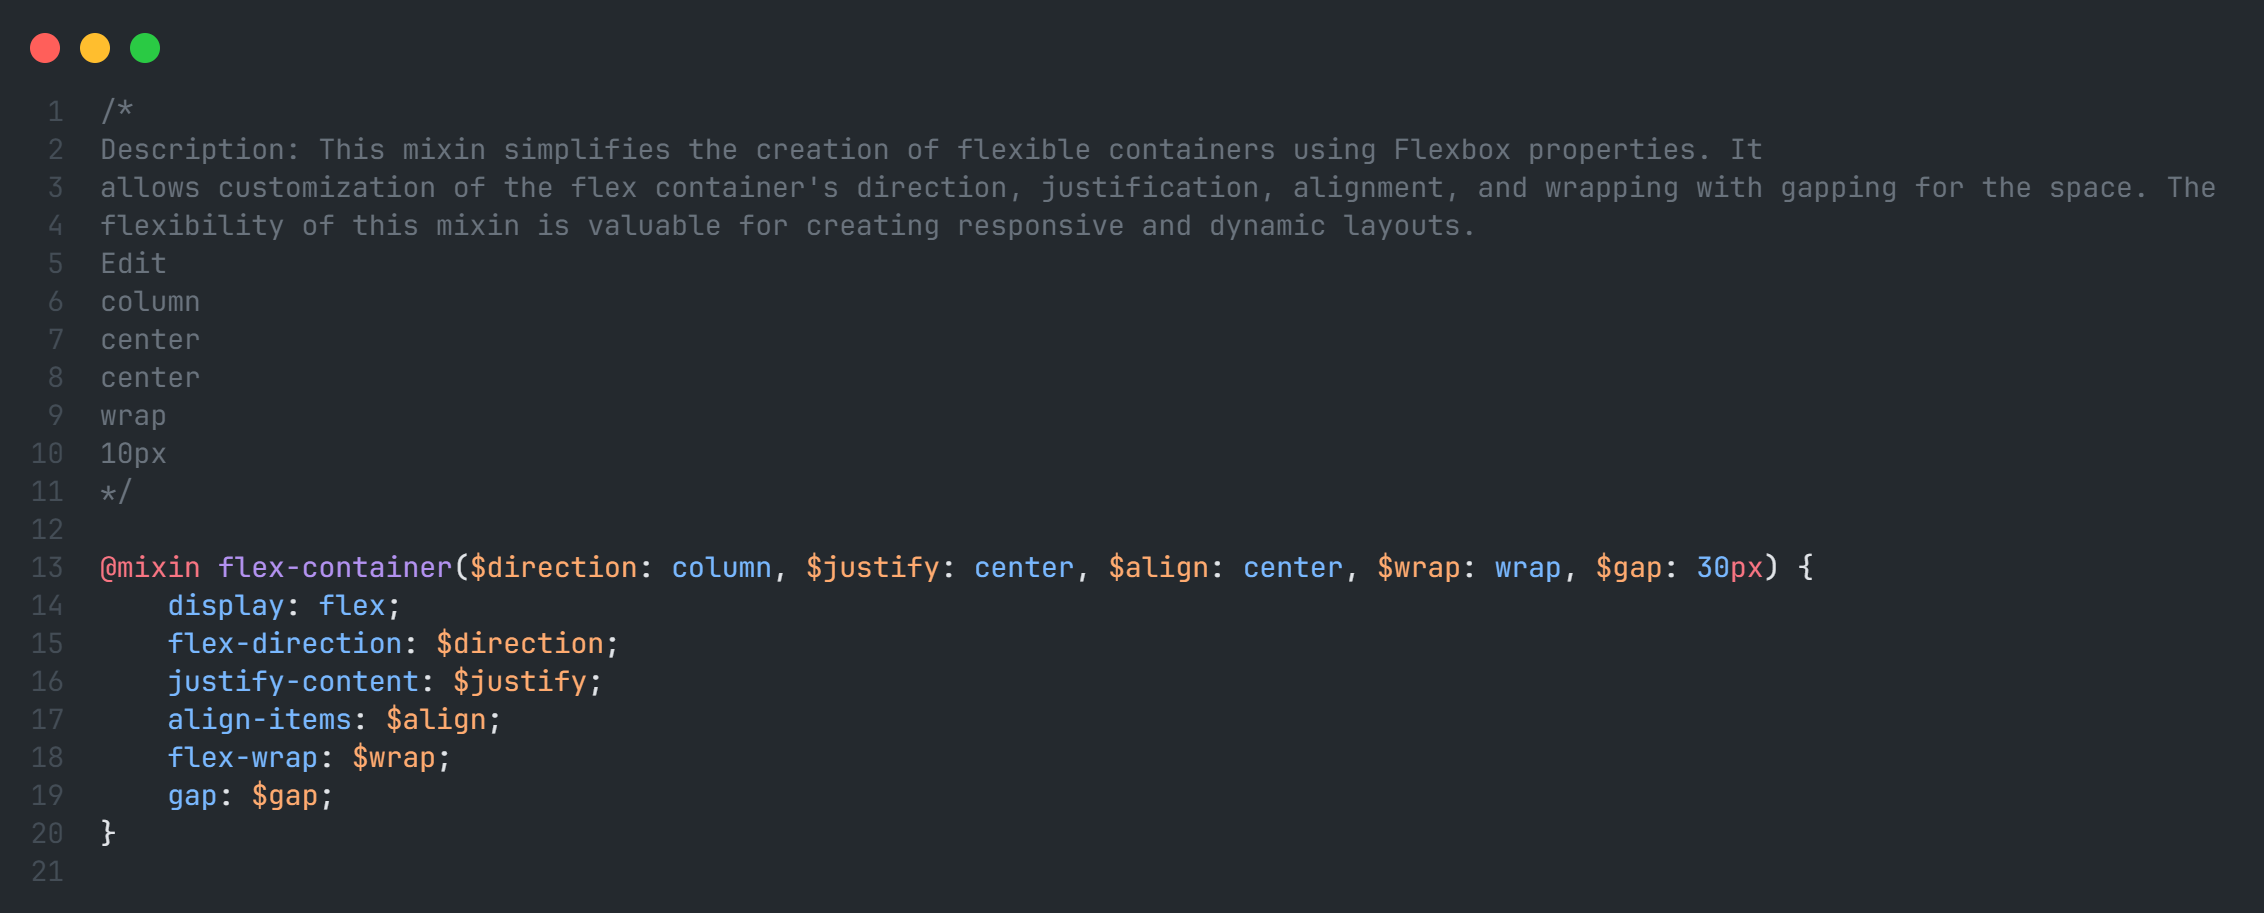 1 /*
2 Description: This mixin simplifies the creation of flexible containers using Flexbox properties. It
3 allows customization of the flex container's direction, justification, alignment, and wrapping with gapping for the space. The
4 flexibility of this mixin is valuable for creating responsive and dynamic layouts.
5 Edit
6 column
7 center
8 center
9 wrap
10 10px
11 */
12
13 @mixin flex-container($direction: column, $justify: center, $align: center, $wrap: wrap, $gap: 30px) {
14     display: flex;
15     flex-direction: $direction;
16     justify-content: $justify;
17     align-items: $align;
18     flex-wrap: $wrap;
19     gap: $gap;
20 }
21